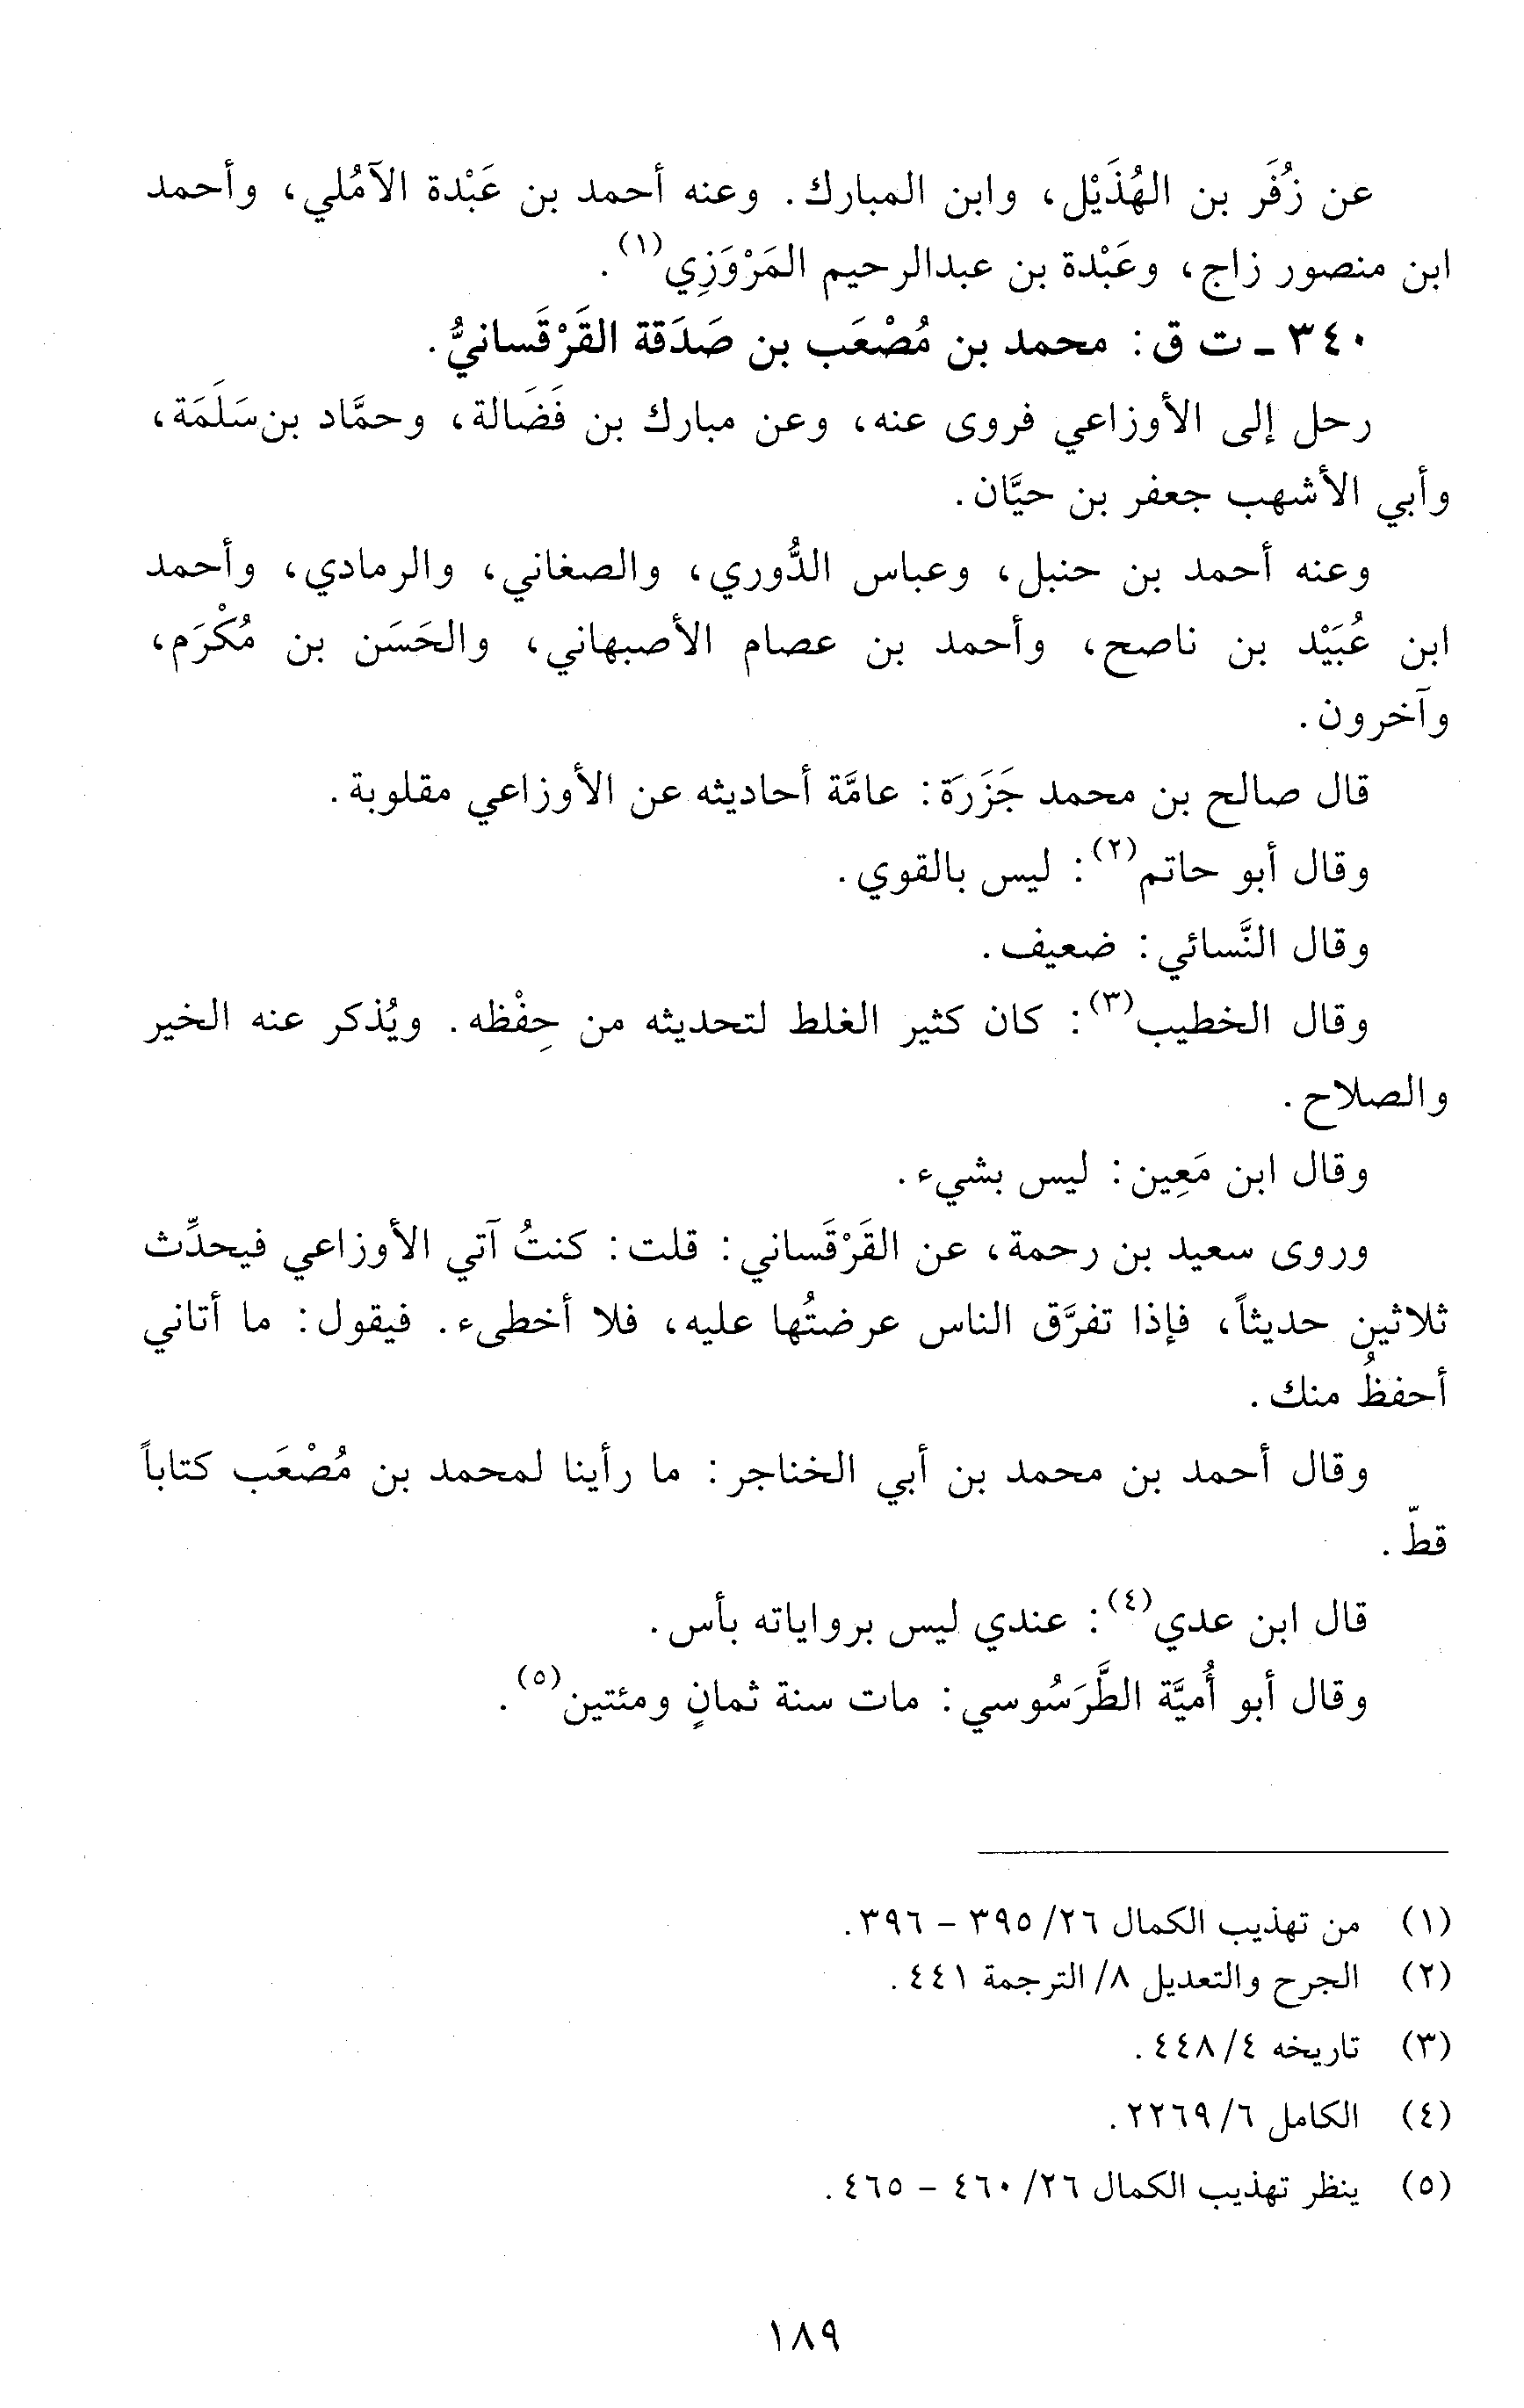 عن زُفَر بن الهُذَيْل، وابن المبارك. وعنه أحمد بن عَبْدة الآمُلي، وأحمد
ابن منصور زاج، وعَبْدة بن عبدالرحيم المَرْوَزِي(١).
٣٤٠ ـ ت ق: محمد بن مُصْعَب بن صَدَقة القَرْقَسانيُّ.
رحل إلى الأوزاعي فروى عنه، وعن مبارك بن فَضَالة، وحمَّاد بن سَلَمَة،
وأبي الأشهب جعفر بن حيَّان.
وعنه أحمد بن حنبل، وعباس الدُّوري، والصغاني، والرمادي، وأحمد
ابن عُبَيْد بن ناصح، وأحمد بن عصام الأصبهاني، والحَسَن بن مُكْرَم،
وآخرون.
قال صالح بن محمد جَزَرَة: عامَّة أحاديثه عن الأوزاعي مقلوبة.
وقال أبو حاتم(٢): ليس بالقوي.
وقال النَّسائي: ضعيف.
وقال الخطيب(٣): كان كثير الغلط لتحديثه من حِفْظه. ويُذكر عنه الخير
والصلاح.
وقال ابن مَعِين: ليس بشيء.
وروى سعيد بن رحمة، عن القَرْقَساني: قلت: كنتُ آتي الأوزاعي فيحدِّث
ثلاثين حديثاً، فإذا تفرَّق الناس عرضتُها عليه، فلا أخطىء. فيقول: ما أتاني
أحفظُ منك.
وقال أحمد بن محمد بن أبي الخناجر: ما رأينا لمحمد بن مُصْعَب كتاباً
قطّ.
قال ابن عدي(٤): عندي ليس برواياته بأس.
وقال أبو أُميَّة الطَّرَسُوسي: مات سنة ثمانٍ ومئتين(٥).
(١) من تهذيب الكمال ٢٦/ ٣٩٥ - ٣٩٦.
(٢) الجرح والتعديل ٨/ الترجمة ٤٤١.
(٣) تاريخه ٤/ ٤٤٨.
(٤) الكامل ٦/ ٢٢٦٩.
(٥) ينظر تهذيب الكمال ٢٦/ ٤٦٠ - ٤٦٥.
١٨٩